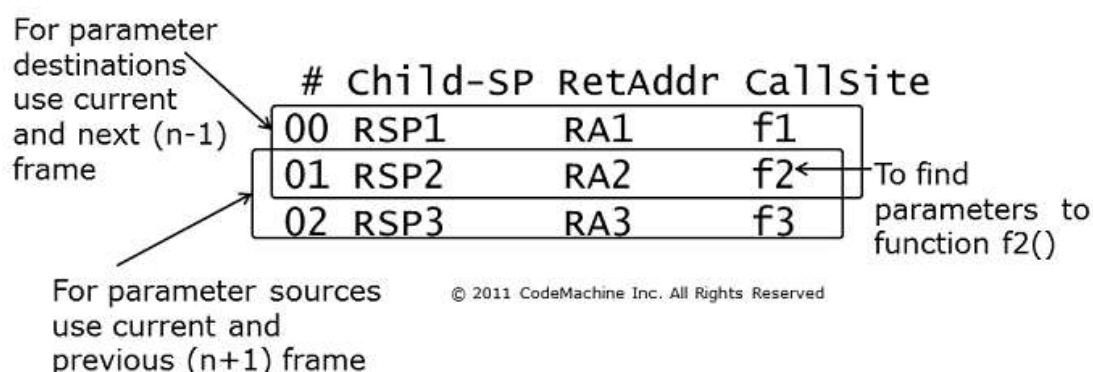 For parameter
destinations
use current
and next (n-1)
frame
# Child-SP RetAddr CallSite
00 RSP1 RA1 f1
01 RSP2 RA2 f2
02 RSP3 RA3 f3
To find
parameters to
function f2()
For parameter sources
use current and
previous (n+1) frame
© 2011 CodeMachine Inc. All Rights Reserved